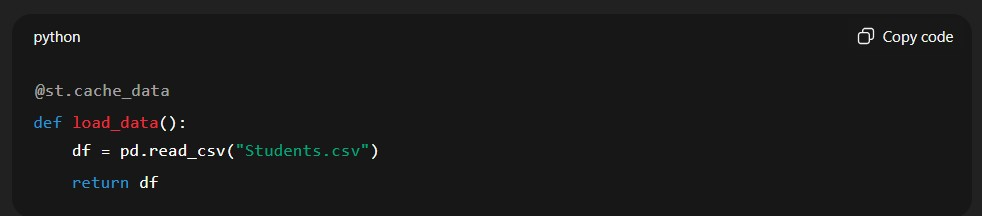 python
Copy code
@st.cache_data
def load_data():
    df = pd.read_csv("Students.csv")
    return df